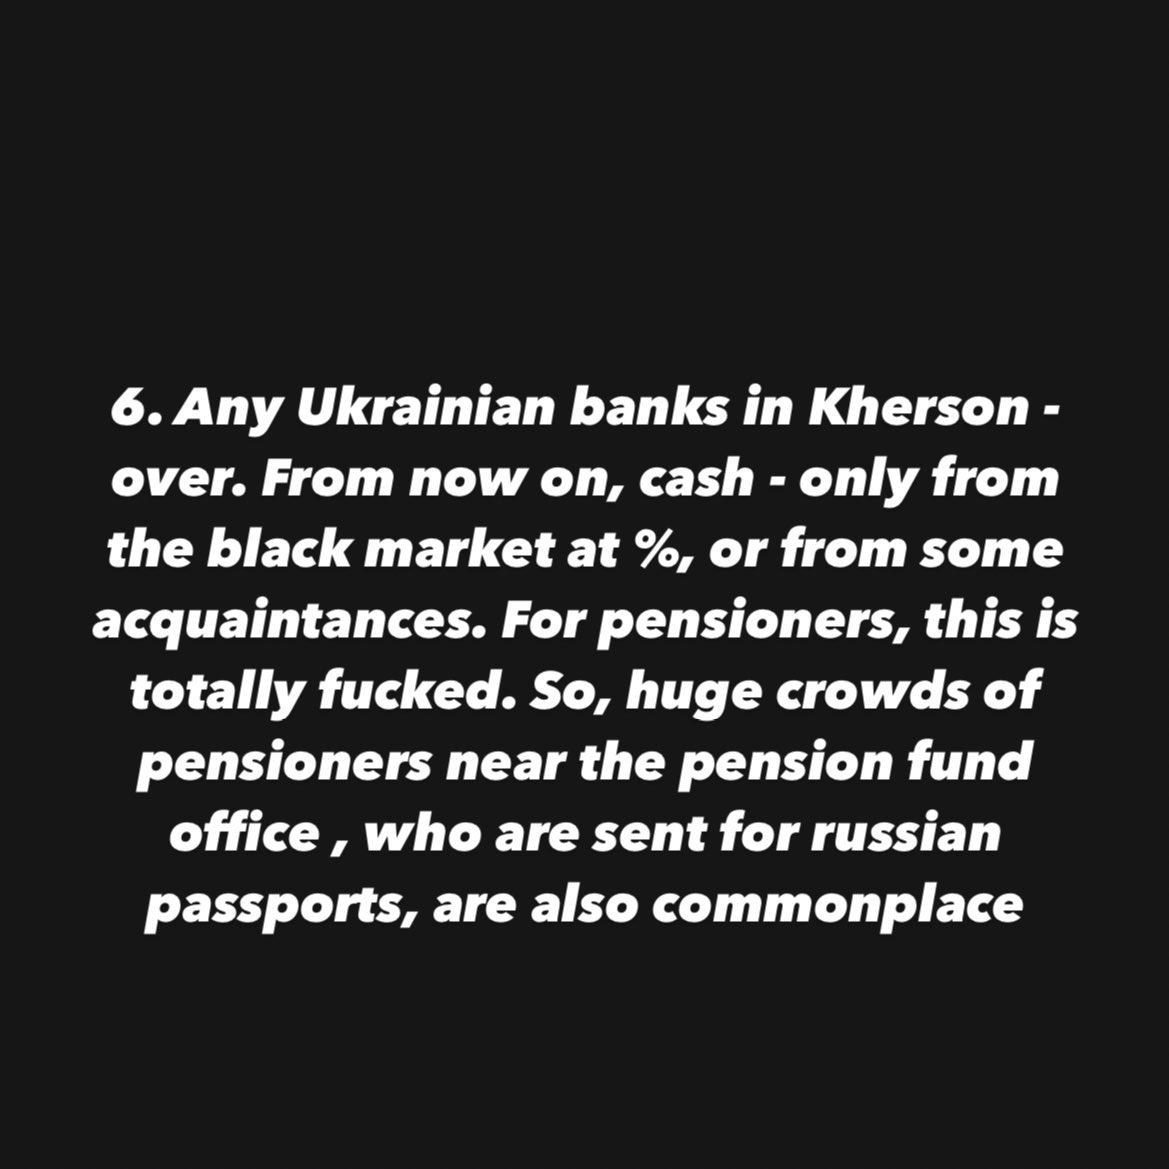 6. Any Ukrainian banks in Kherson -
over. From now on, cash - only from
the black market at %, or from some
acquaintances. For pensioners, this is
totally fucked. So, huge crowds of
pensioners near the pension fund
office , who are sent for russian
passports, are also commonplace